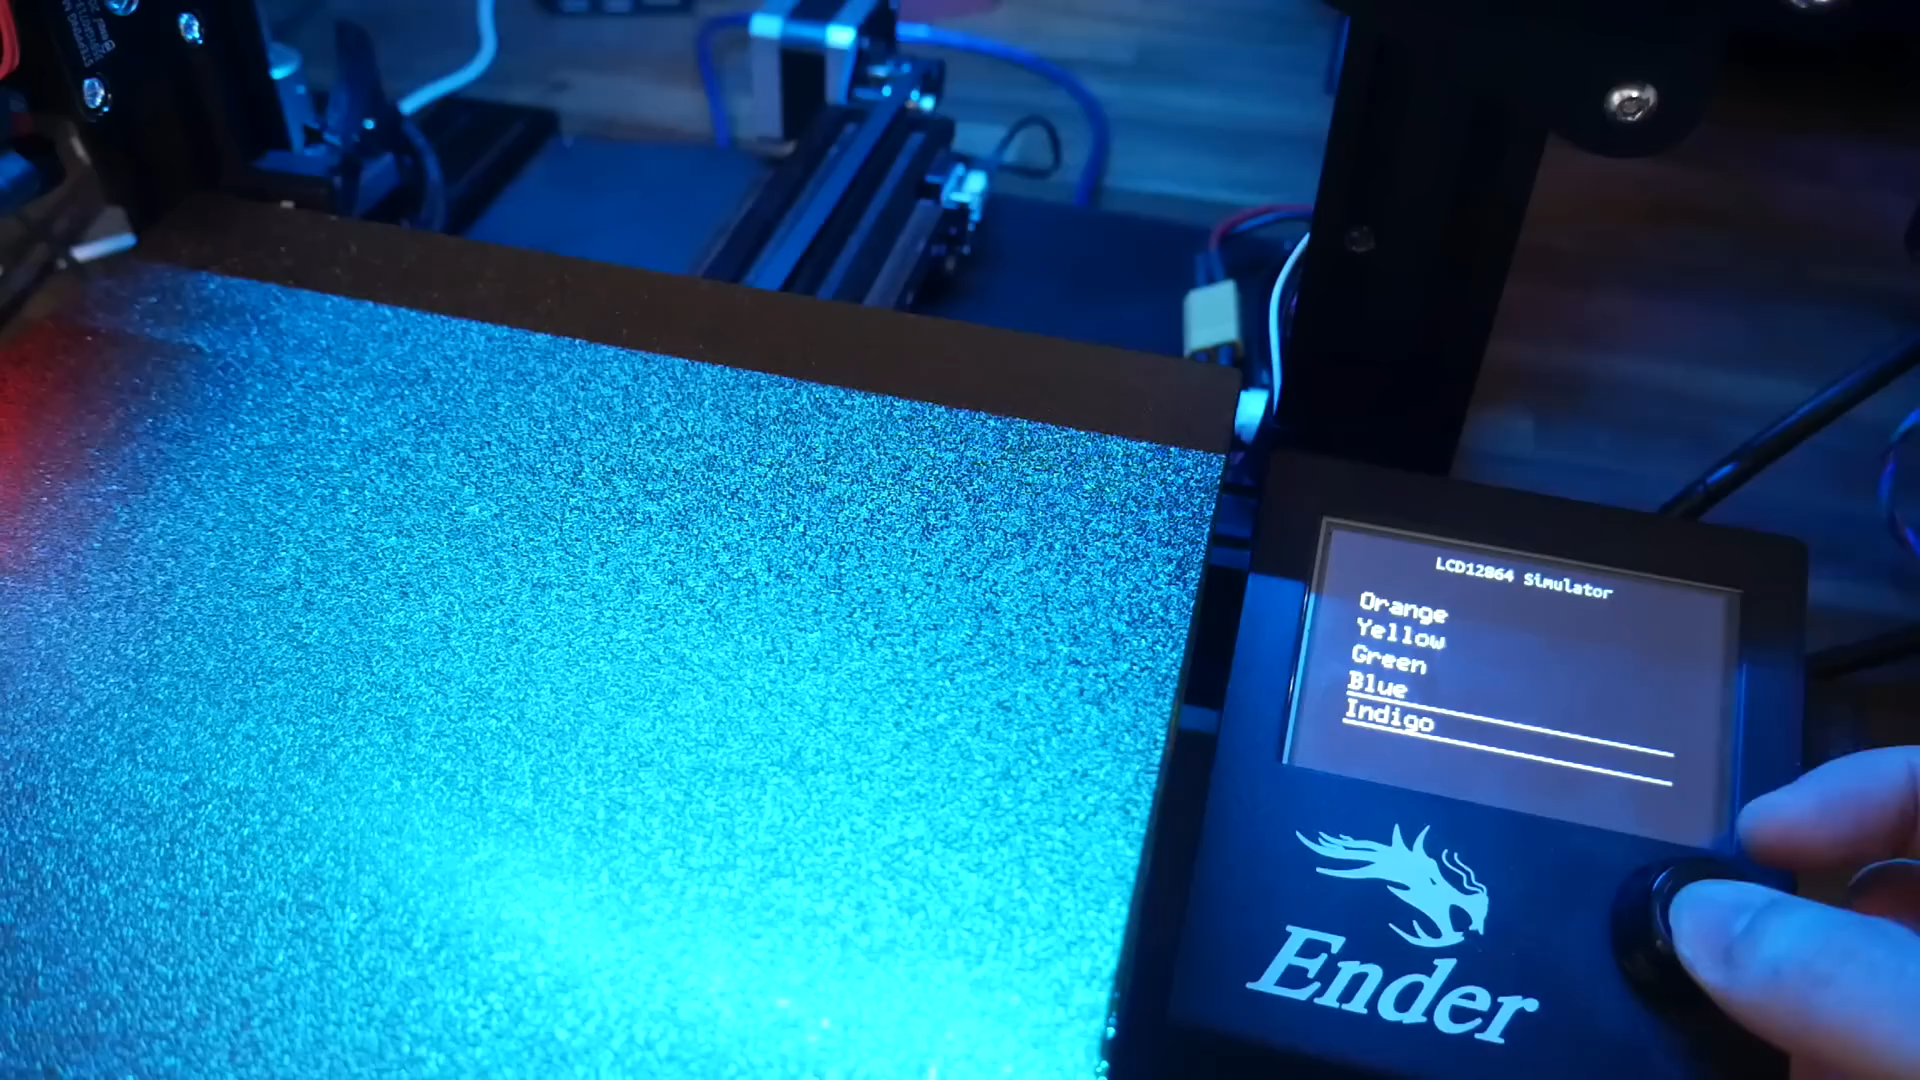 LCD12864 Simulator
Orange
Yellow
Green
Blue
Indigo
Ender